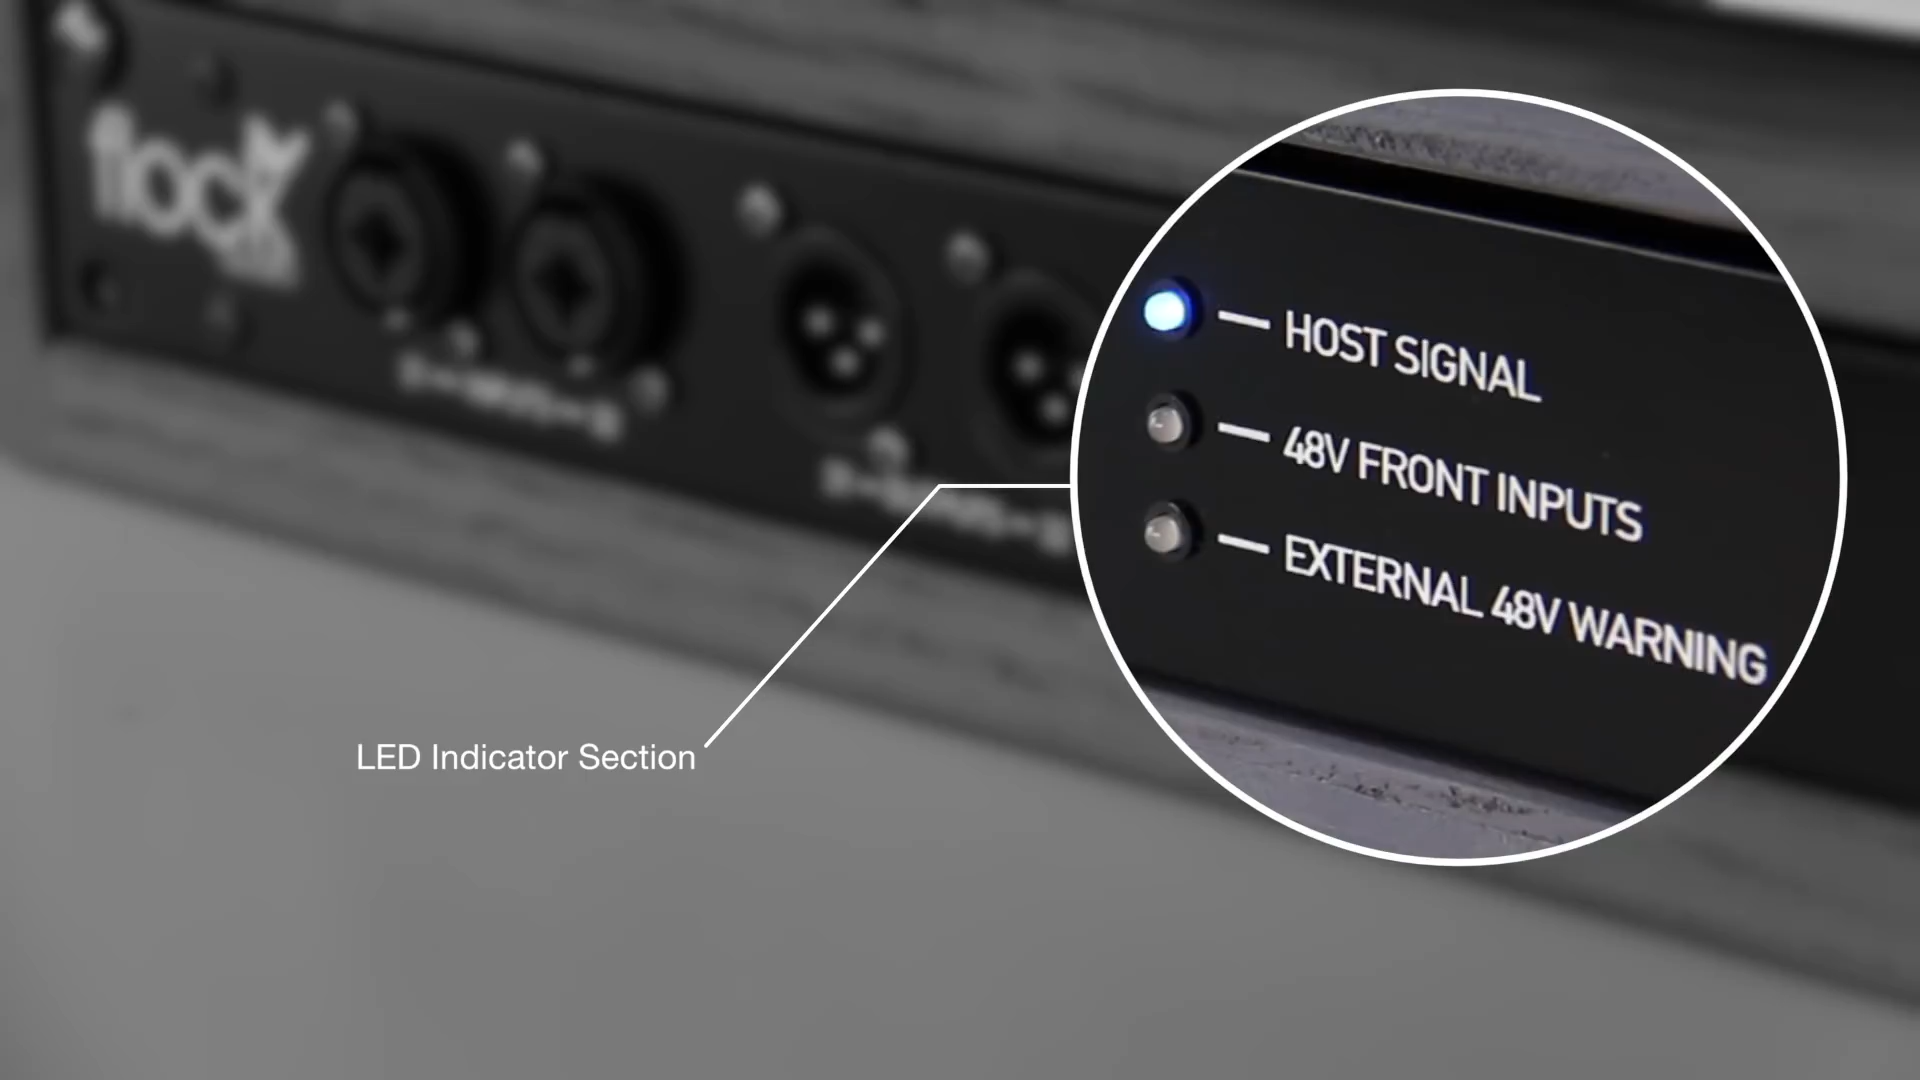 flock
HOST SIGNAL
48V FRONT INPUTS
EXTERNAL 48V WARNING
LED Indicator Section